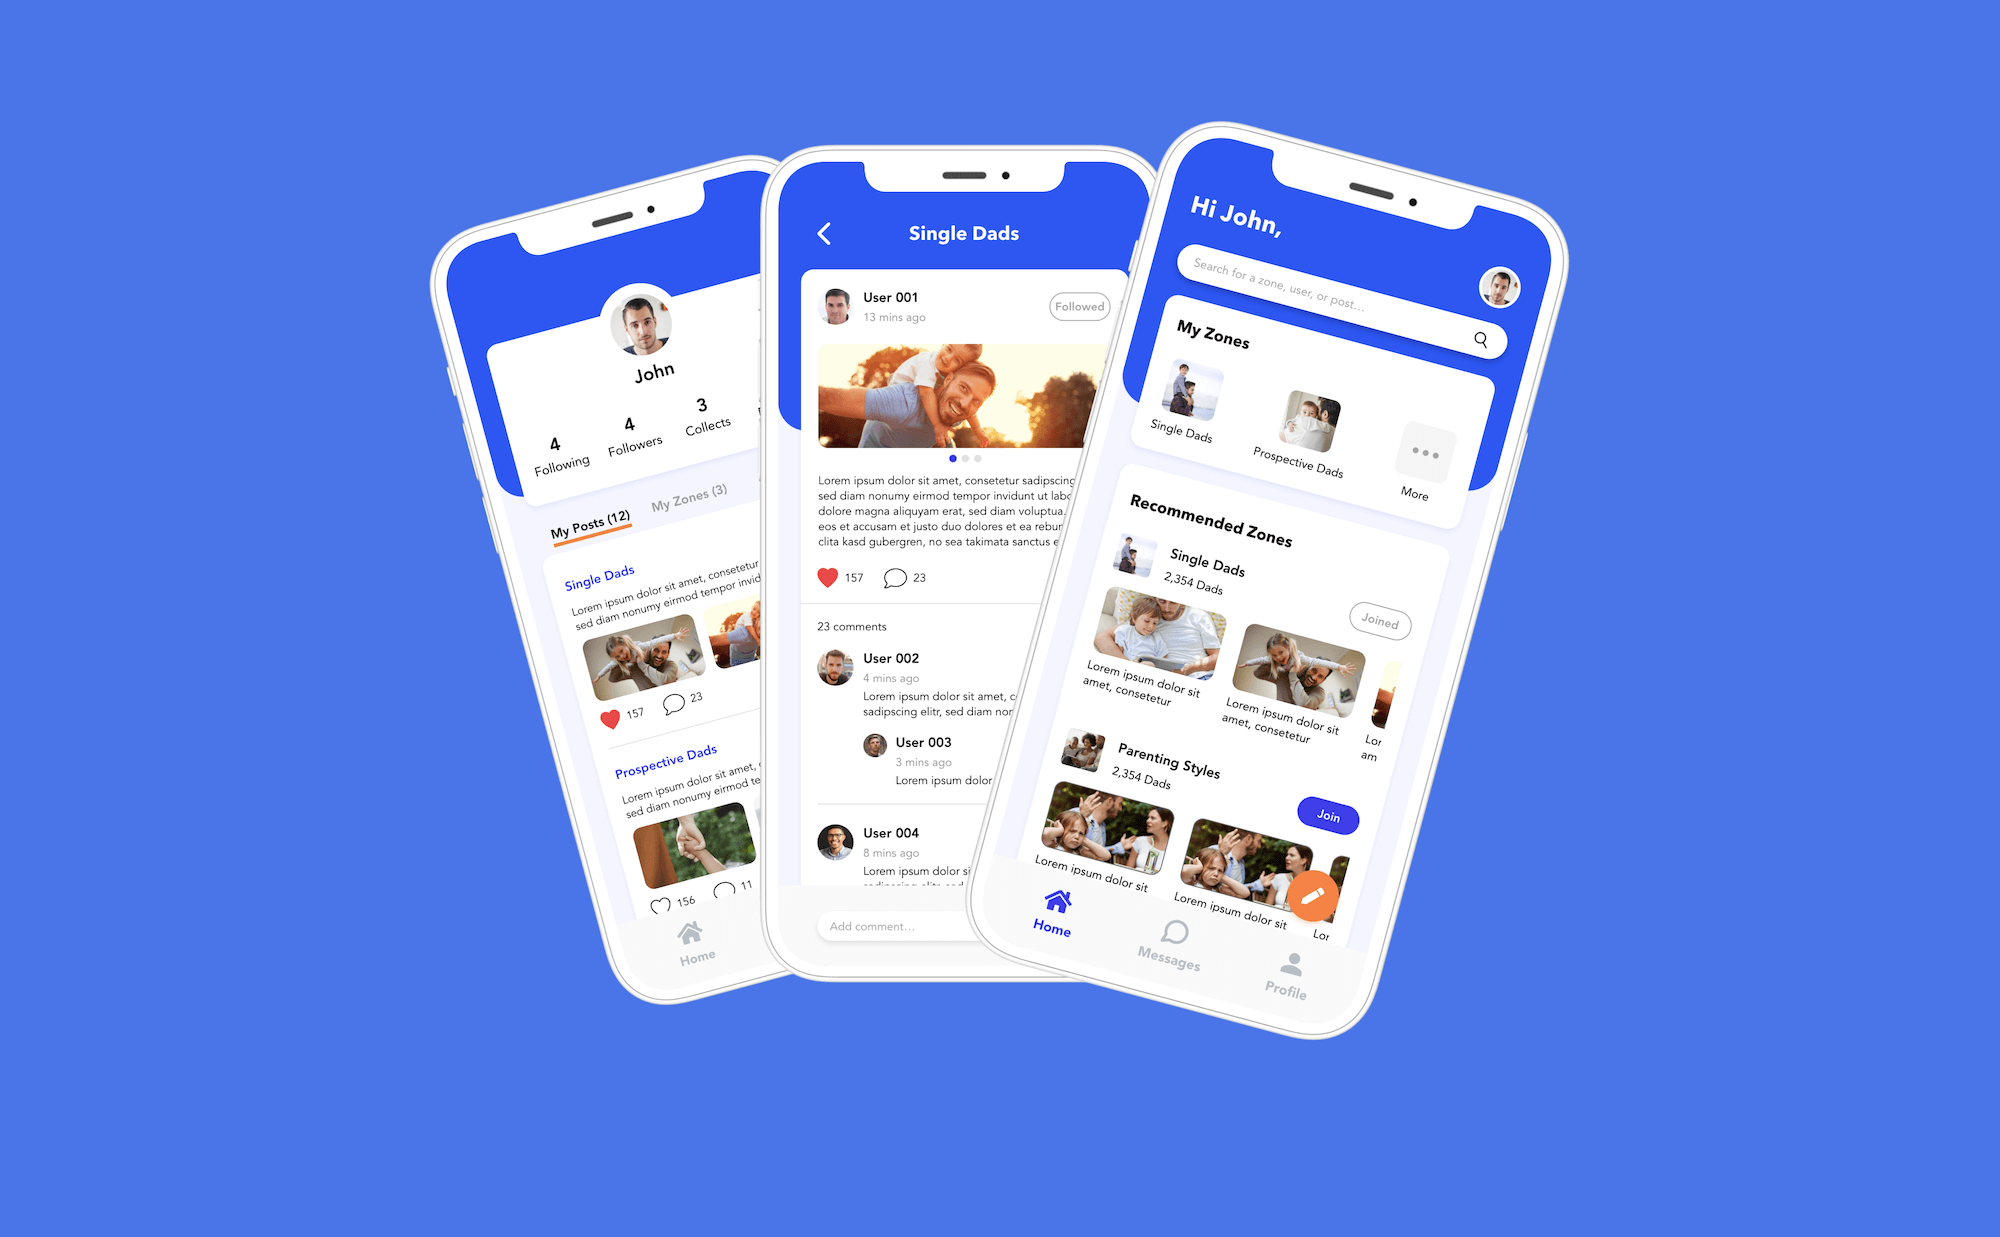 John
4
Following
4
Followers
3
Collects
My Posts (12)
My Zones (3)
Single Dads
Lorem ipsum dolor sit amet, consetetur
sed diam nonumy eirmod tempor
157
23
Prospective Dads
Lorem ipsum dolor sit amet,
sed diam nonumy eirmod
156
11
Home
Single Dads
User 001
13 mins ago
Followed
Lorem ipsum dolor sit amet, consetetur sadipscing
sed diam nonumy eirmod tempor invidunt ut
dolore magna aliquyam erat, sed diam voluptua.
eos et accusam et justo duo dolores et ea
clita kasd gubergren, no sea takimata sanctus
157
23
23 comments
User 002
4 mins ago
Lorem ipsum dolor sit amet,
sadipscing elitr, sed diam
User 003
3 mins ago
Lorem ipsum dolor
User 004
8 mins ago
Lorem ipsum dolor sit amet,
Add comment...
Hi John,
Search for a zone, user, or post...
My Zones
Single Dads
Prospective Dads
More
Recommended Zones
Single Dads
2,354 Dads
Joined
Lorem ipsum dolor sit
amet, consetetur
Lorem ipsum dolor sit
amet, consetetur
Lor
am
Parenting Styles
2,354 Dads
Join
Lorem ipsum dolor sit
Lorem ipsum dolor sit
Lor
Home
Messages
Profile